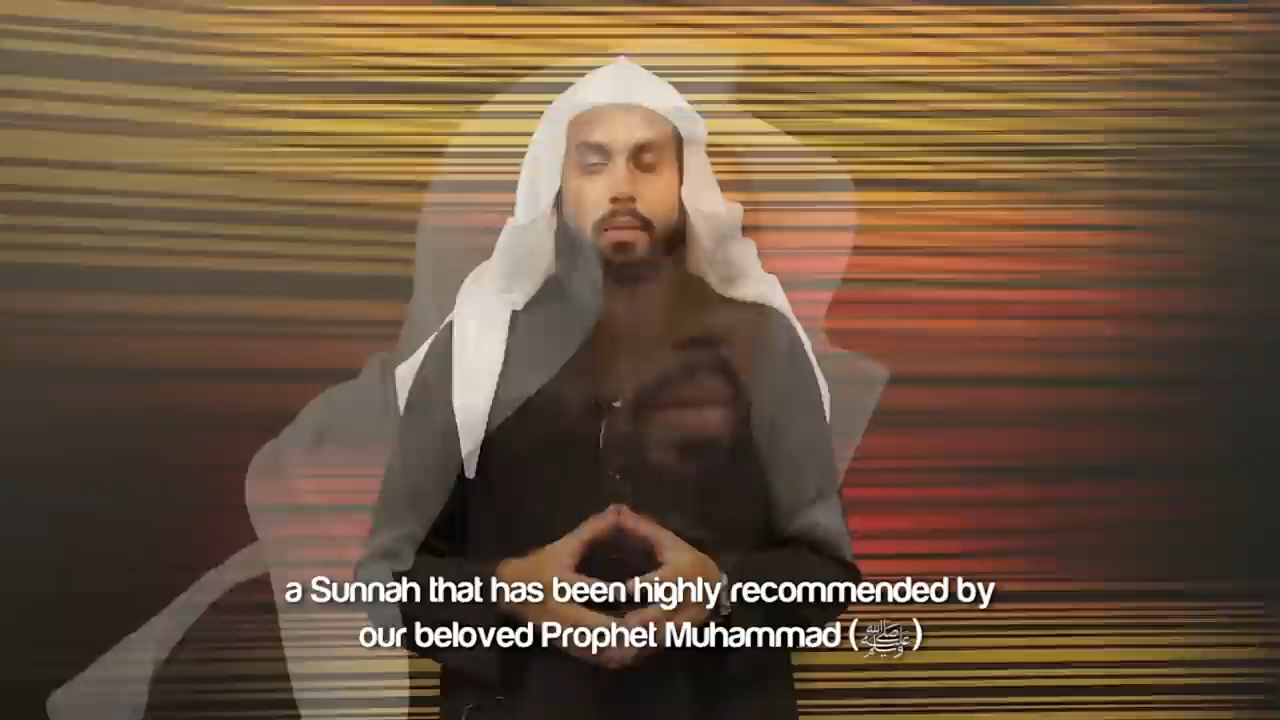 a Sunnah that has been highly recommended by
our beloved Prophet Muhammad (ﷺ)